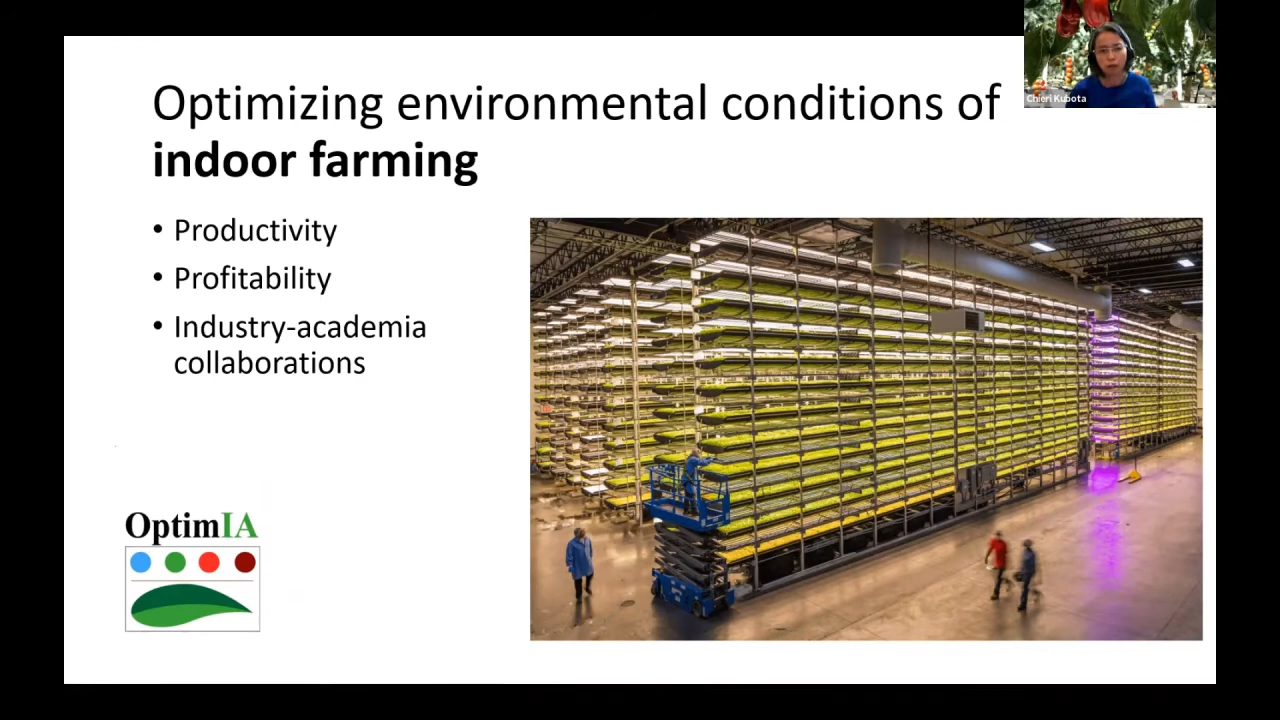 Optimizing environmental conditions of
indoor farming
Chieri Kubota
• Productivity
• Profitability
• Industry-academia
collaborations
OptimIA